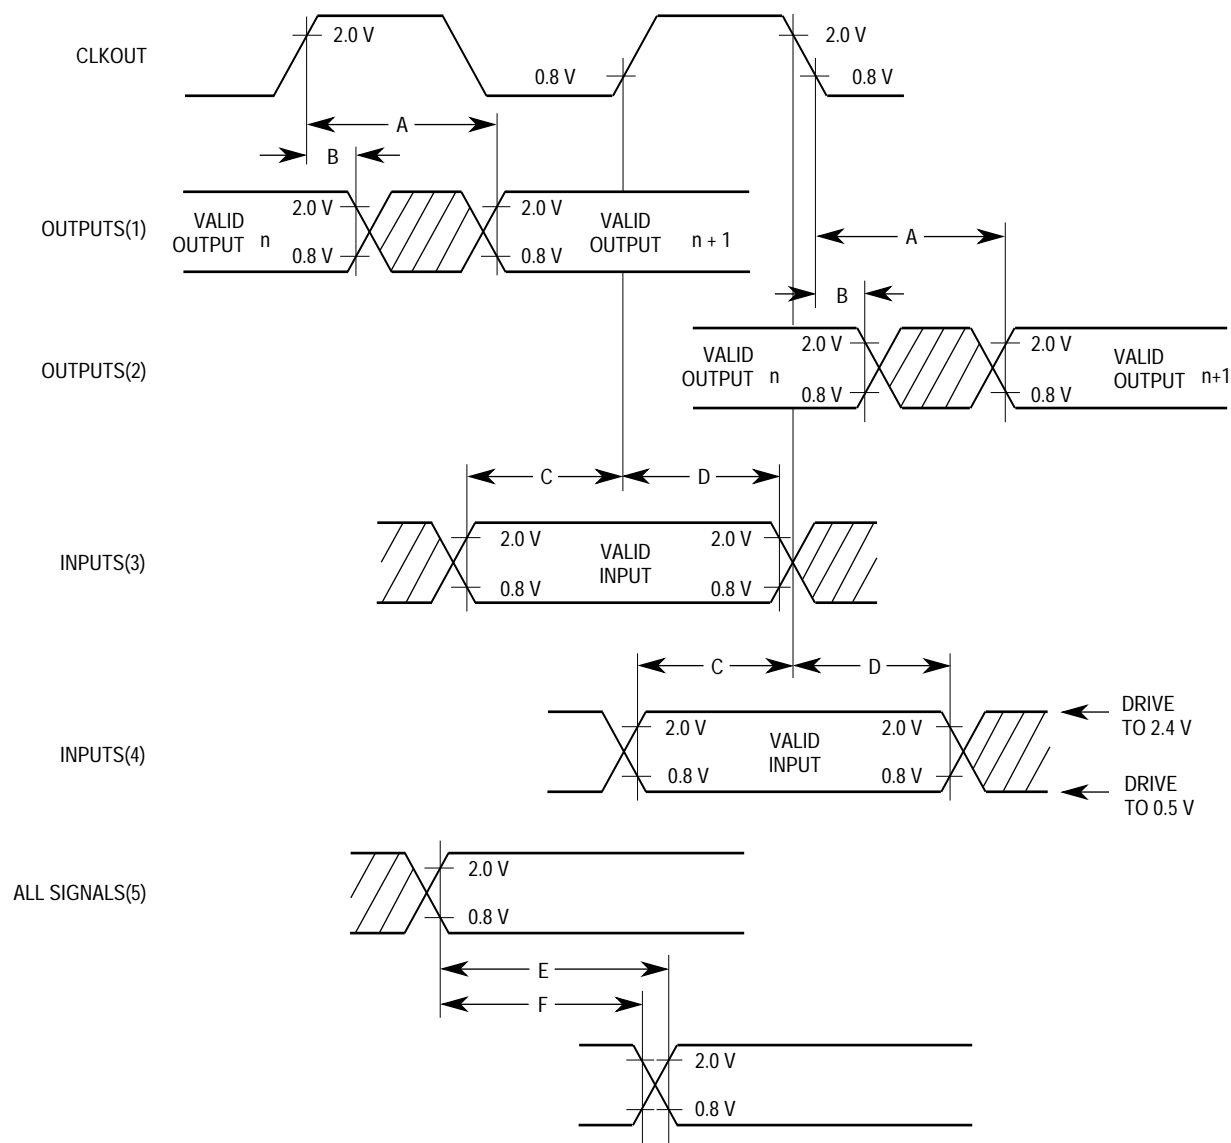 CLKOUT
2.0 V
0.8 V
2.0 V
0.8 V
A
B
OUTPUTS(1)
VALID
OUTPUT n
2.0 V
0.8 V
2.0 V
0.8 V
VALID
OUTPUT n + 1
A
B
OUTPUTS(2)
VALID
OUTPUT n
2.0 V
0.8 V
2.0 V
0.8 V
VALID
OUTPUT n+1
C
D
INPUTS(3)
2.0 V
0.8 V
VALID
INPUT
2.0 V
0.8 V
C
D
INPUTS(4)
2.0 V
0.8 V
VALID
INPUT
2.0 V
0.8 V
DRIVE
TO 2.4 V
DRIVE
TO 0.5 V
ALL SIGNALS(5)
2.0 V
0.8 V
E
F
2.0 V
0.8 V